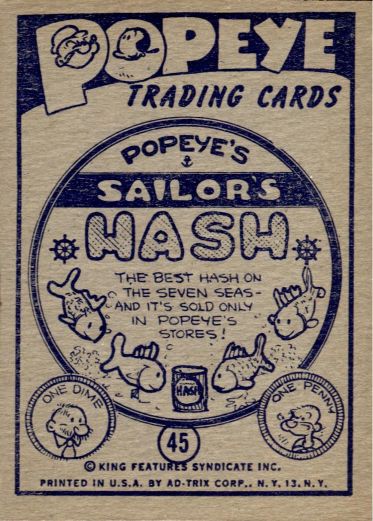 POPEYE
TRADING CARDS
POPEYE'S
SAILOR'S
HASH
THE BEST HASH ON
THE SEVEN SEAS-
AND IT'S SOLD ONLY
IN POPEYE'S
STORES!
HASH
ONE DIME
ONE PENNY
45
© KING FEATURES SYNDICATE INC.
PRINTED IN U.S.A. BY AD-TRIX CORP., N.Y. 13, N.Y.